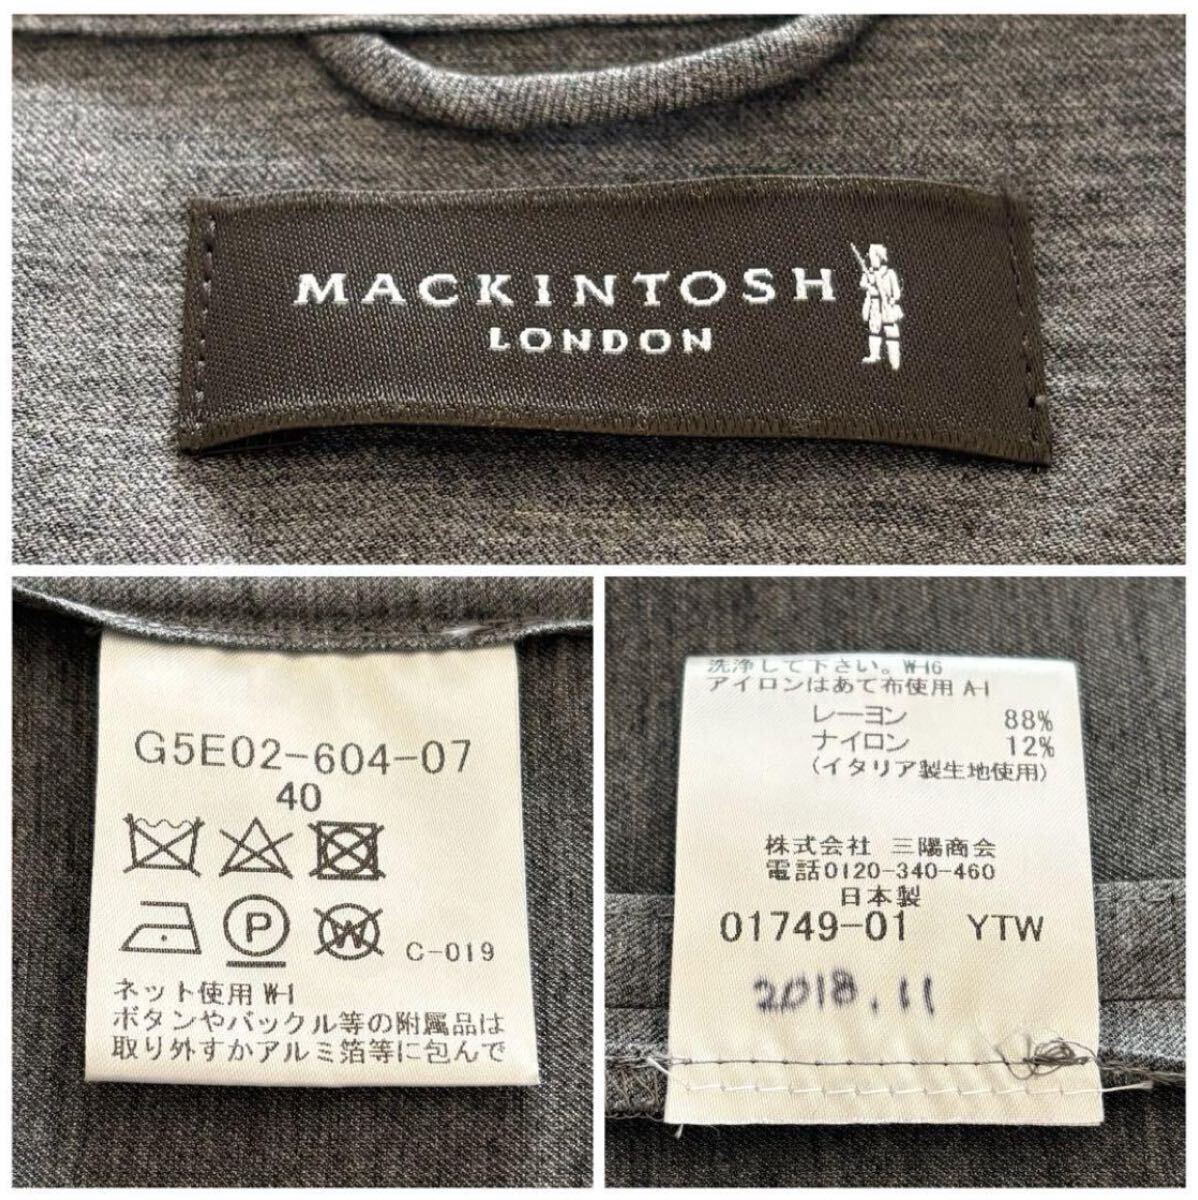 MACKINTOSH
LONDON
G5E02-604-07
40
P
W
C-019
ネット使用 W-1
ボタンやバックル等の附属品は
取り外すかアルミ箔等に包んで
洗浄して下さい。W-16
アイロンはあて布使用 A-1
レーヨン 88%
ナイロン 12%
(イタリア製生地使用)
株式会社 三陽商会
電話0120-340-460
日本製
01749-01 YTW
2018.11